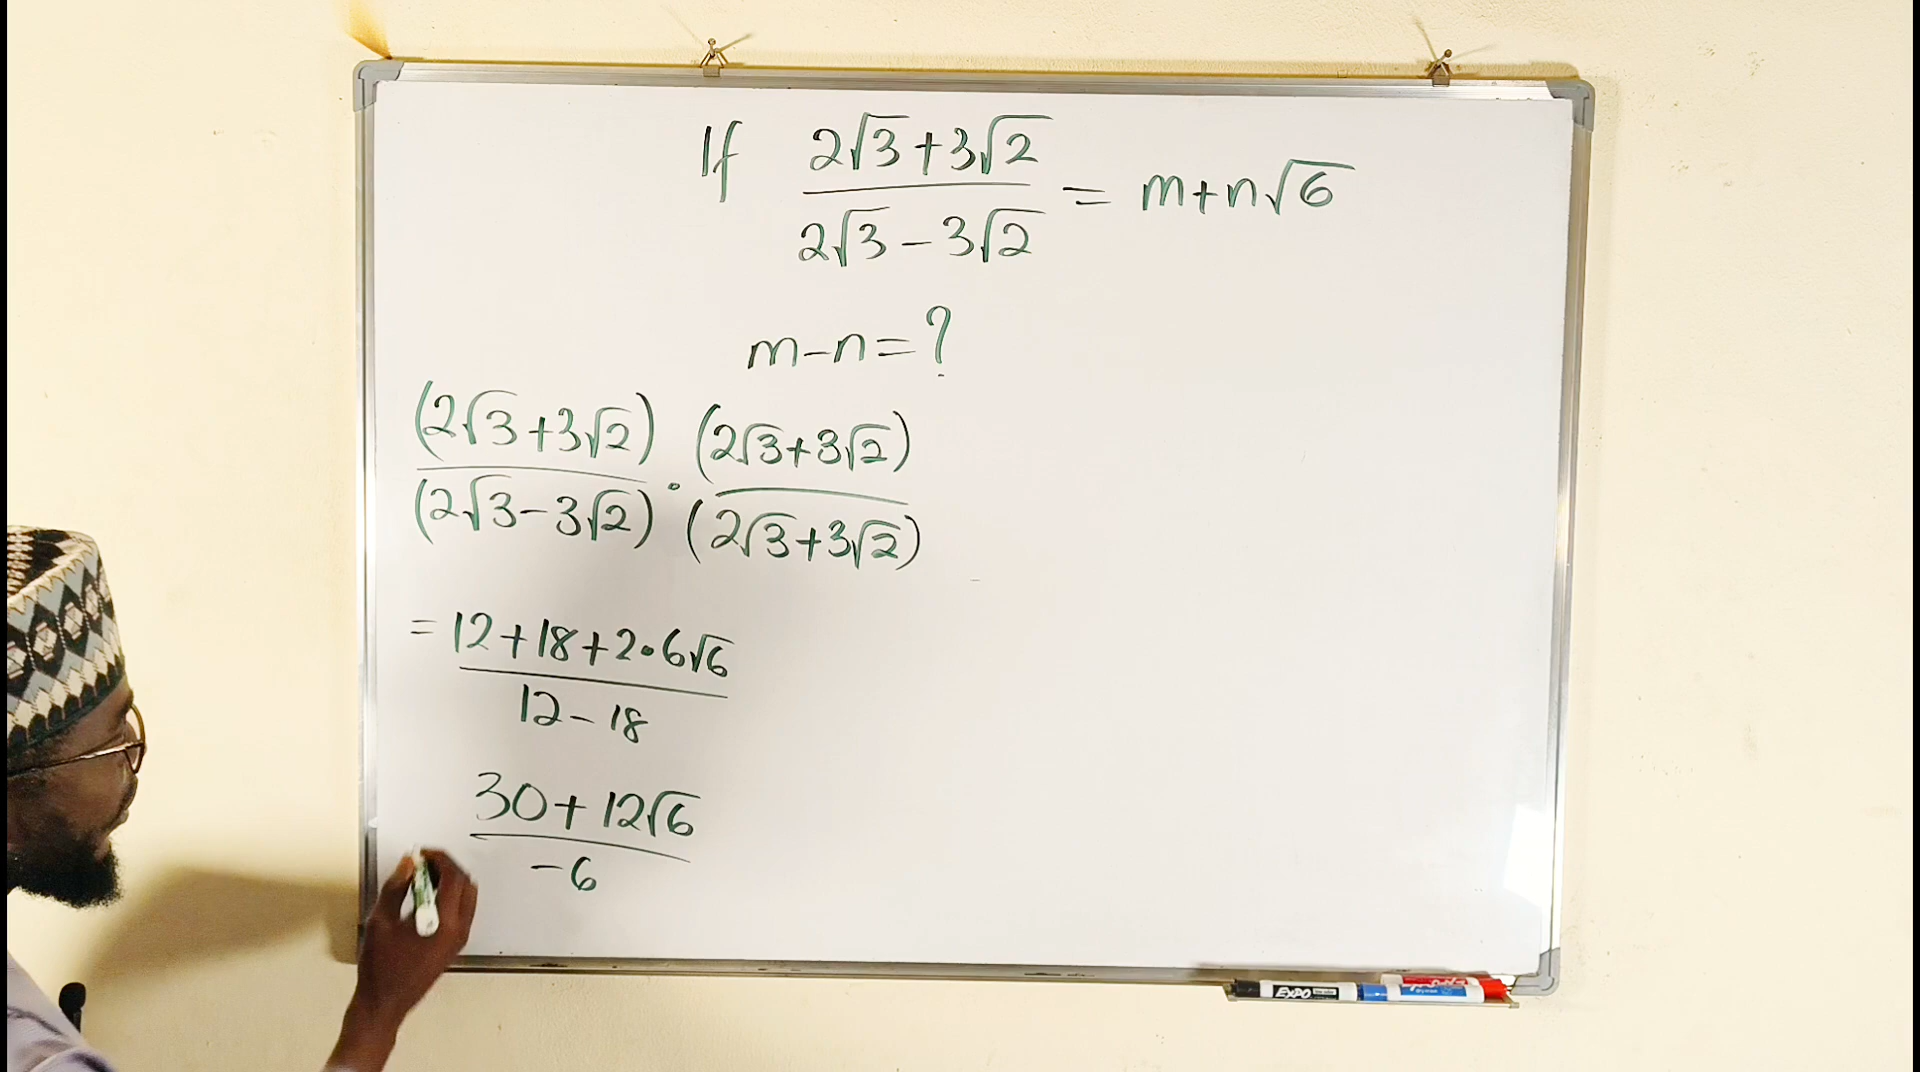 If (2√3+3√2)/(2√3-3√2) = m+n√6
m-n=?
(2√3+3√2)/(2√3-3√2) · (2√3+3√2)/(2√3+3√2)
= (12+18+2•6√6)/(12-18)
(30+12√6)/(-6)
EXPO